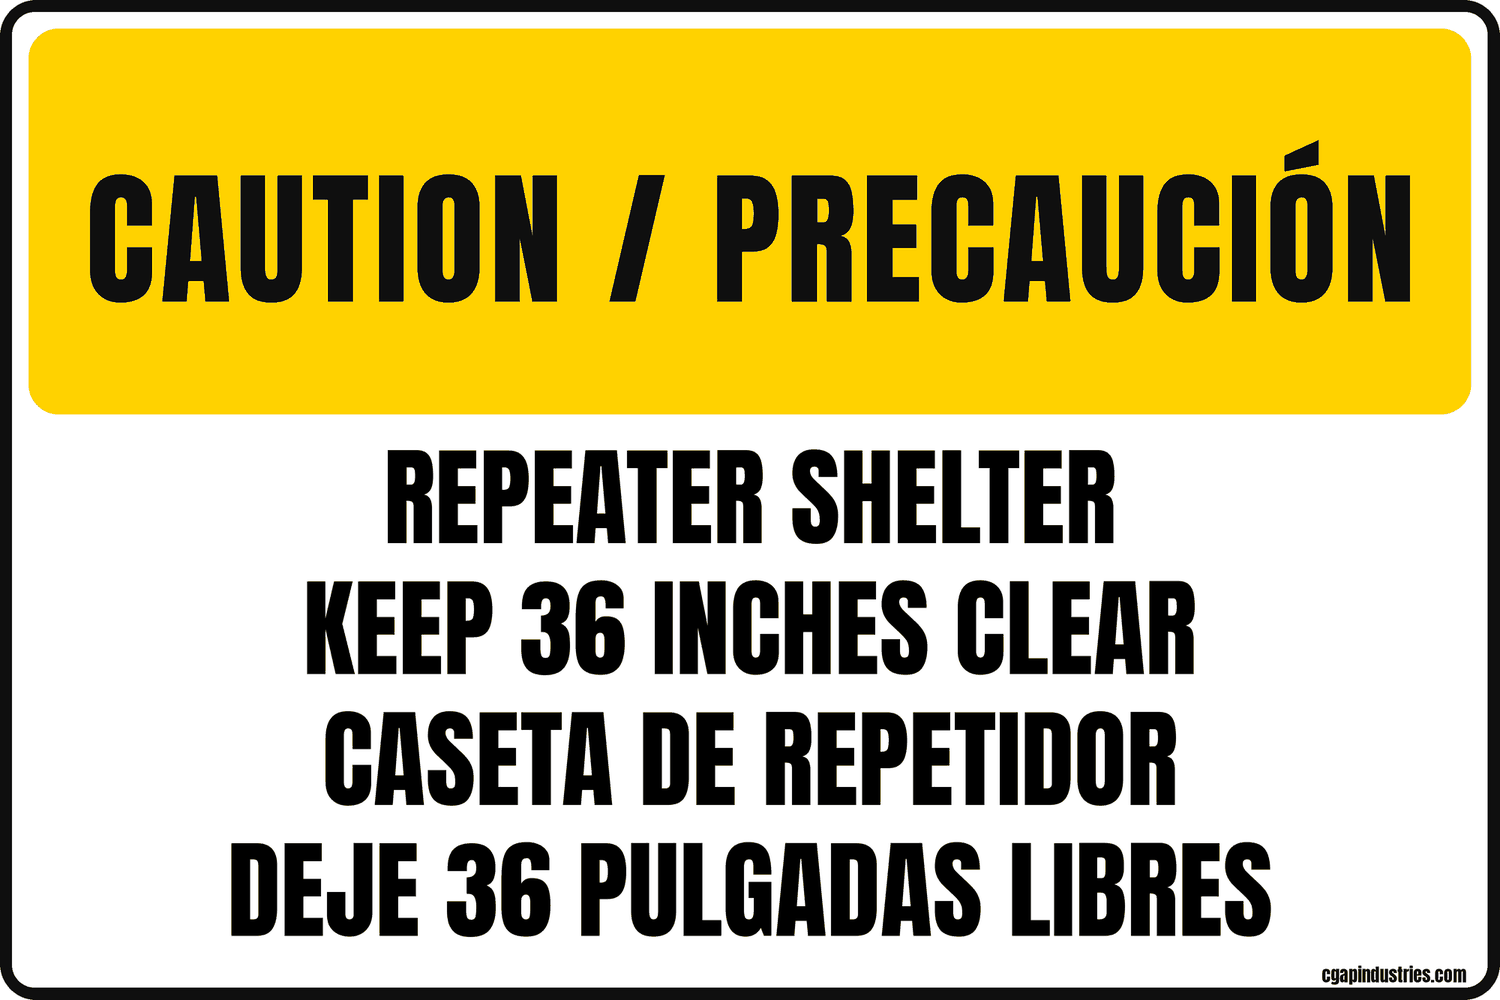 CAUTION / PRECAUCIÓN
REPEATER SHELTER
KEEP 36 INCHES CLEAR
CASETA DE REPETIDOR
DEJE 36 PULGADAS LIBRES
cgapindustries.com